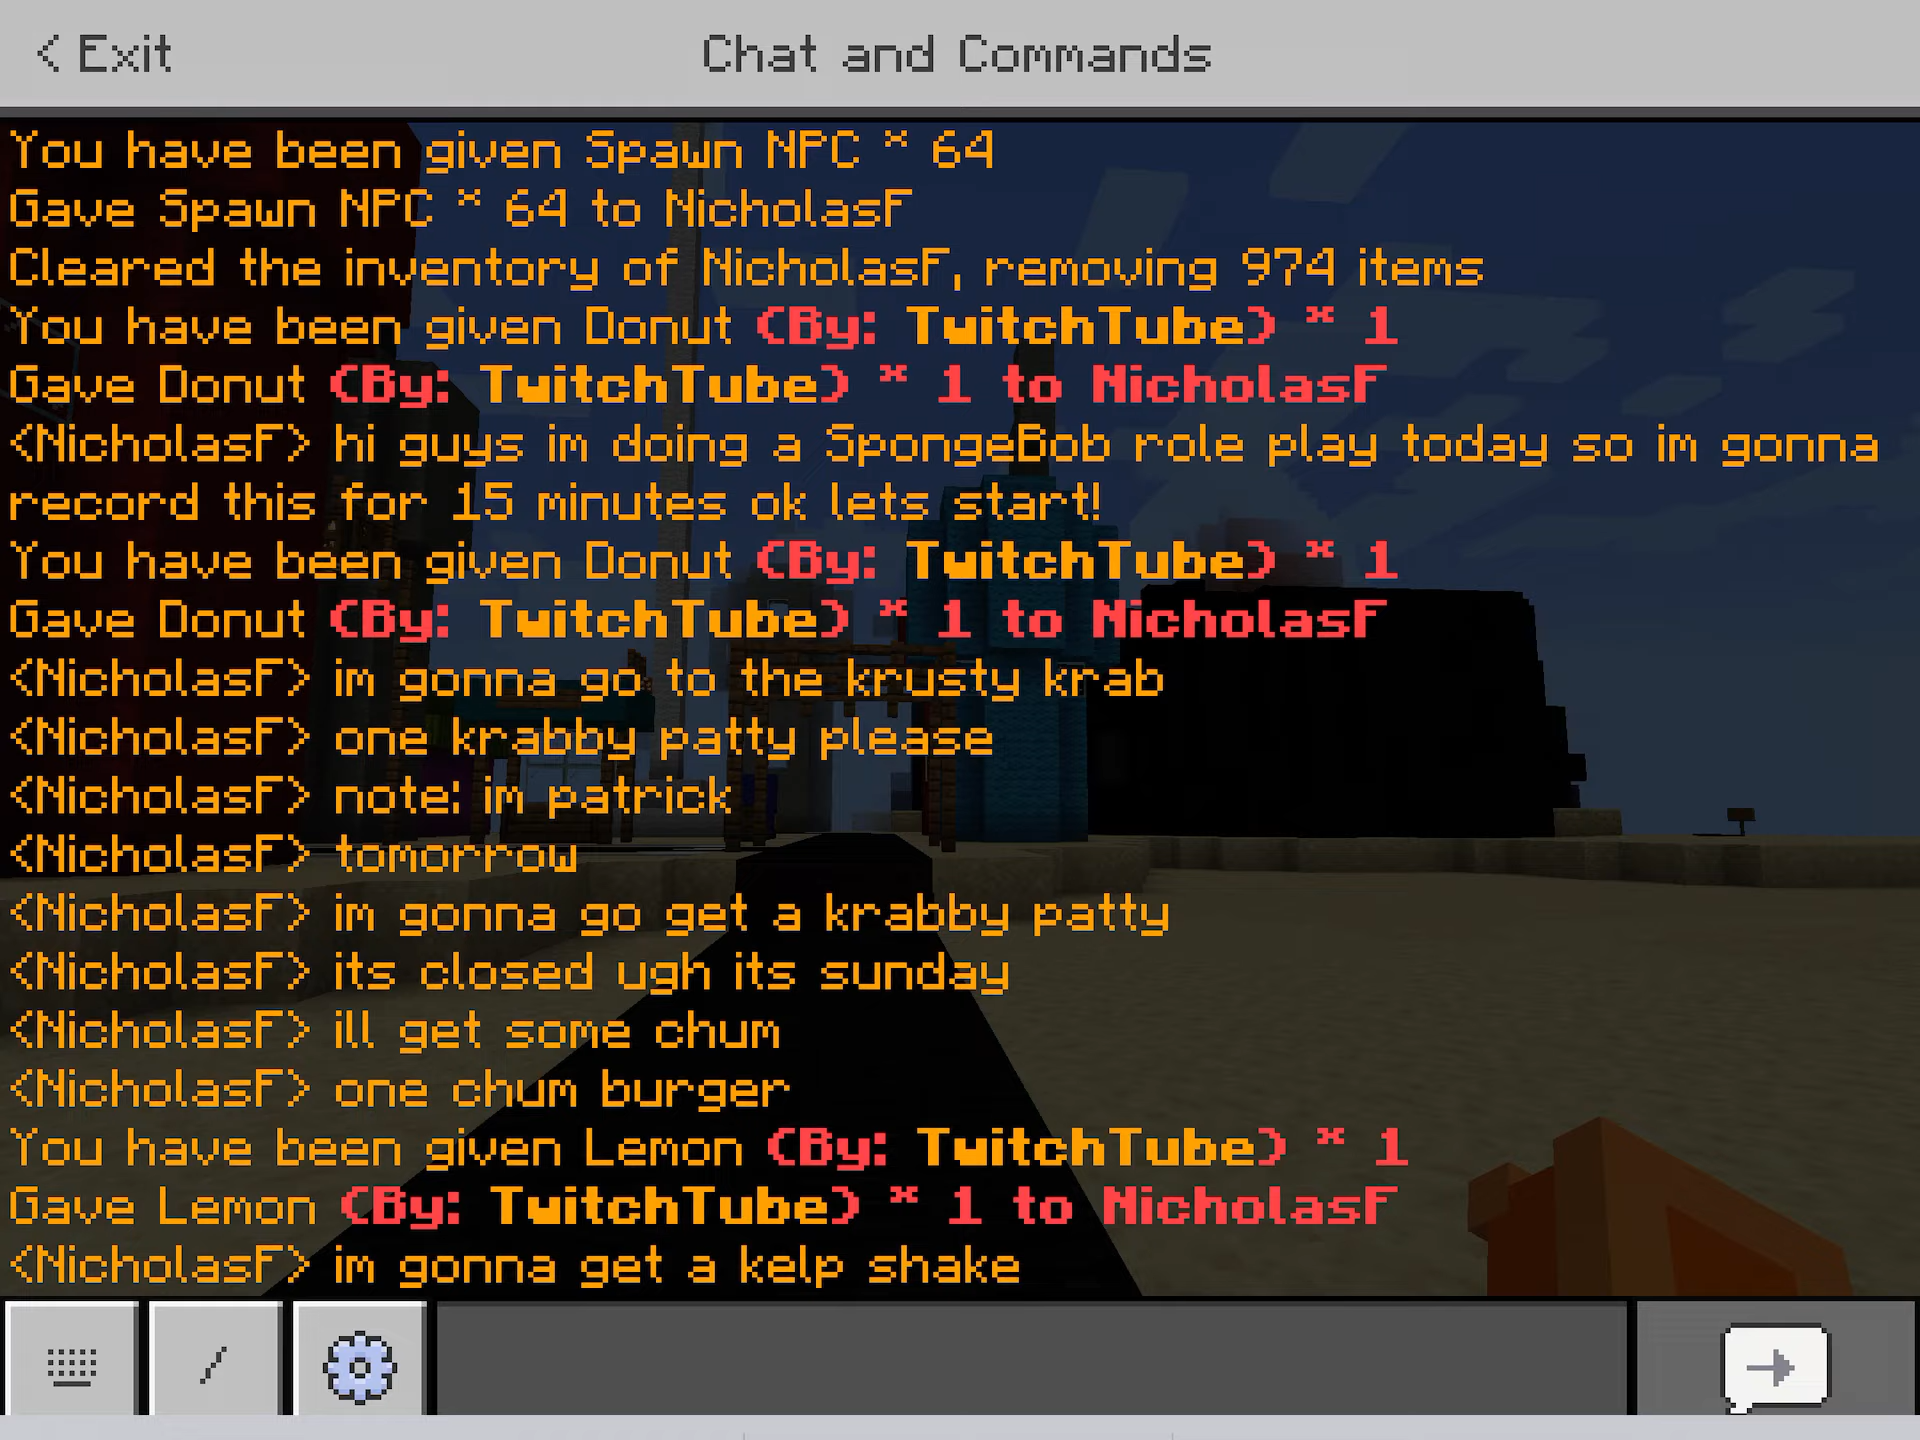 < Exit
Chat and Commands
You have been given Spawn NPC * 64
Gave Spawn NPC * 64 to NicholasF
Cleared the inventory of NicholasF, removing 974 items
You have been given Donut (By: TwitchTube) * 1
Gave Donut (By: TwitchTube) * 1 to NicholasF
<NicholasF> hi guys im doing a SpongeBob role play today so im gonna
record this for 15 minutes ok lets start!
You have been given Donut (By: TwitchTube) * 1
Gave Donut (By: TwitchTube) * 1 to NicholasF
<NicholasF> im gonna go to the krusty krab
<NicholasF> one krabby patty please
<NicholasF> note: im patrick
<NicholasF> tomorrow
<NicholasF> im gonna go get a krabby patty
<NicholasF> its closed ugh its sunday
<NicholasF> ill get some chum
<NicholasF> one chum burger
You have been given Lemon (By: TwitchTube) * 1
Gave Lemon (By: TwitchTube) * 1 to NicholasF
<NicholasF> im gonna get a kelp shake
/